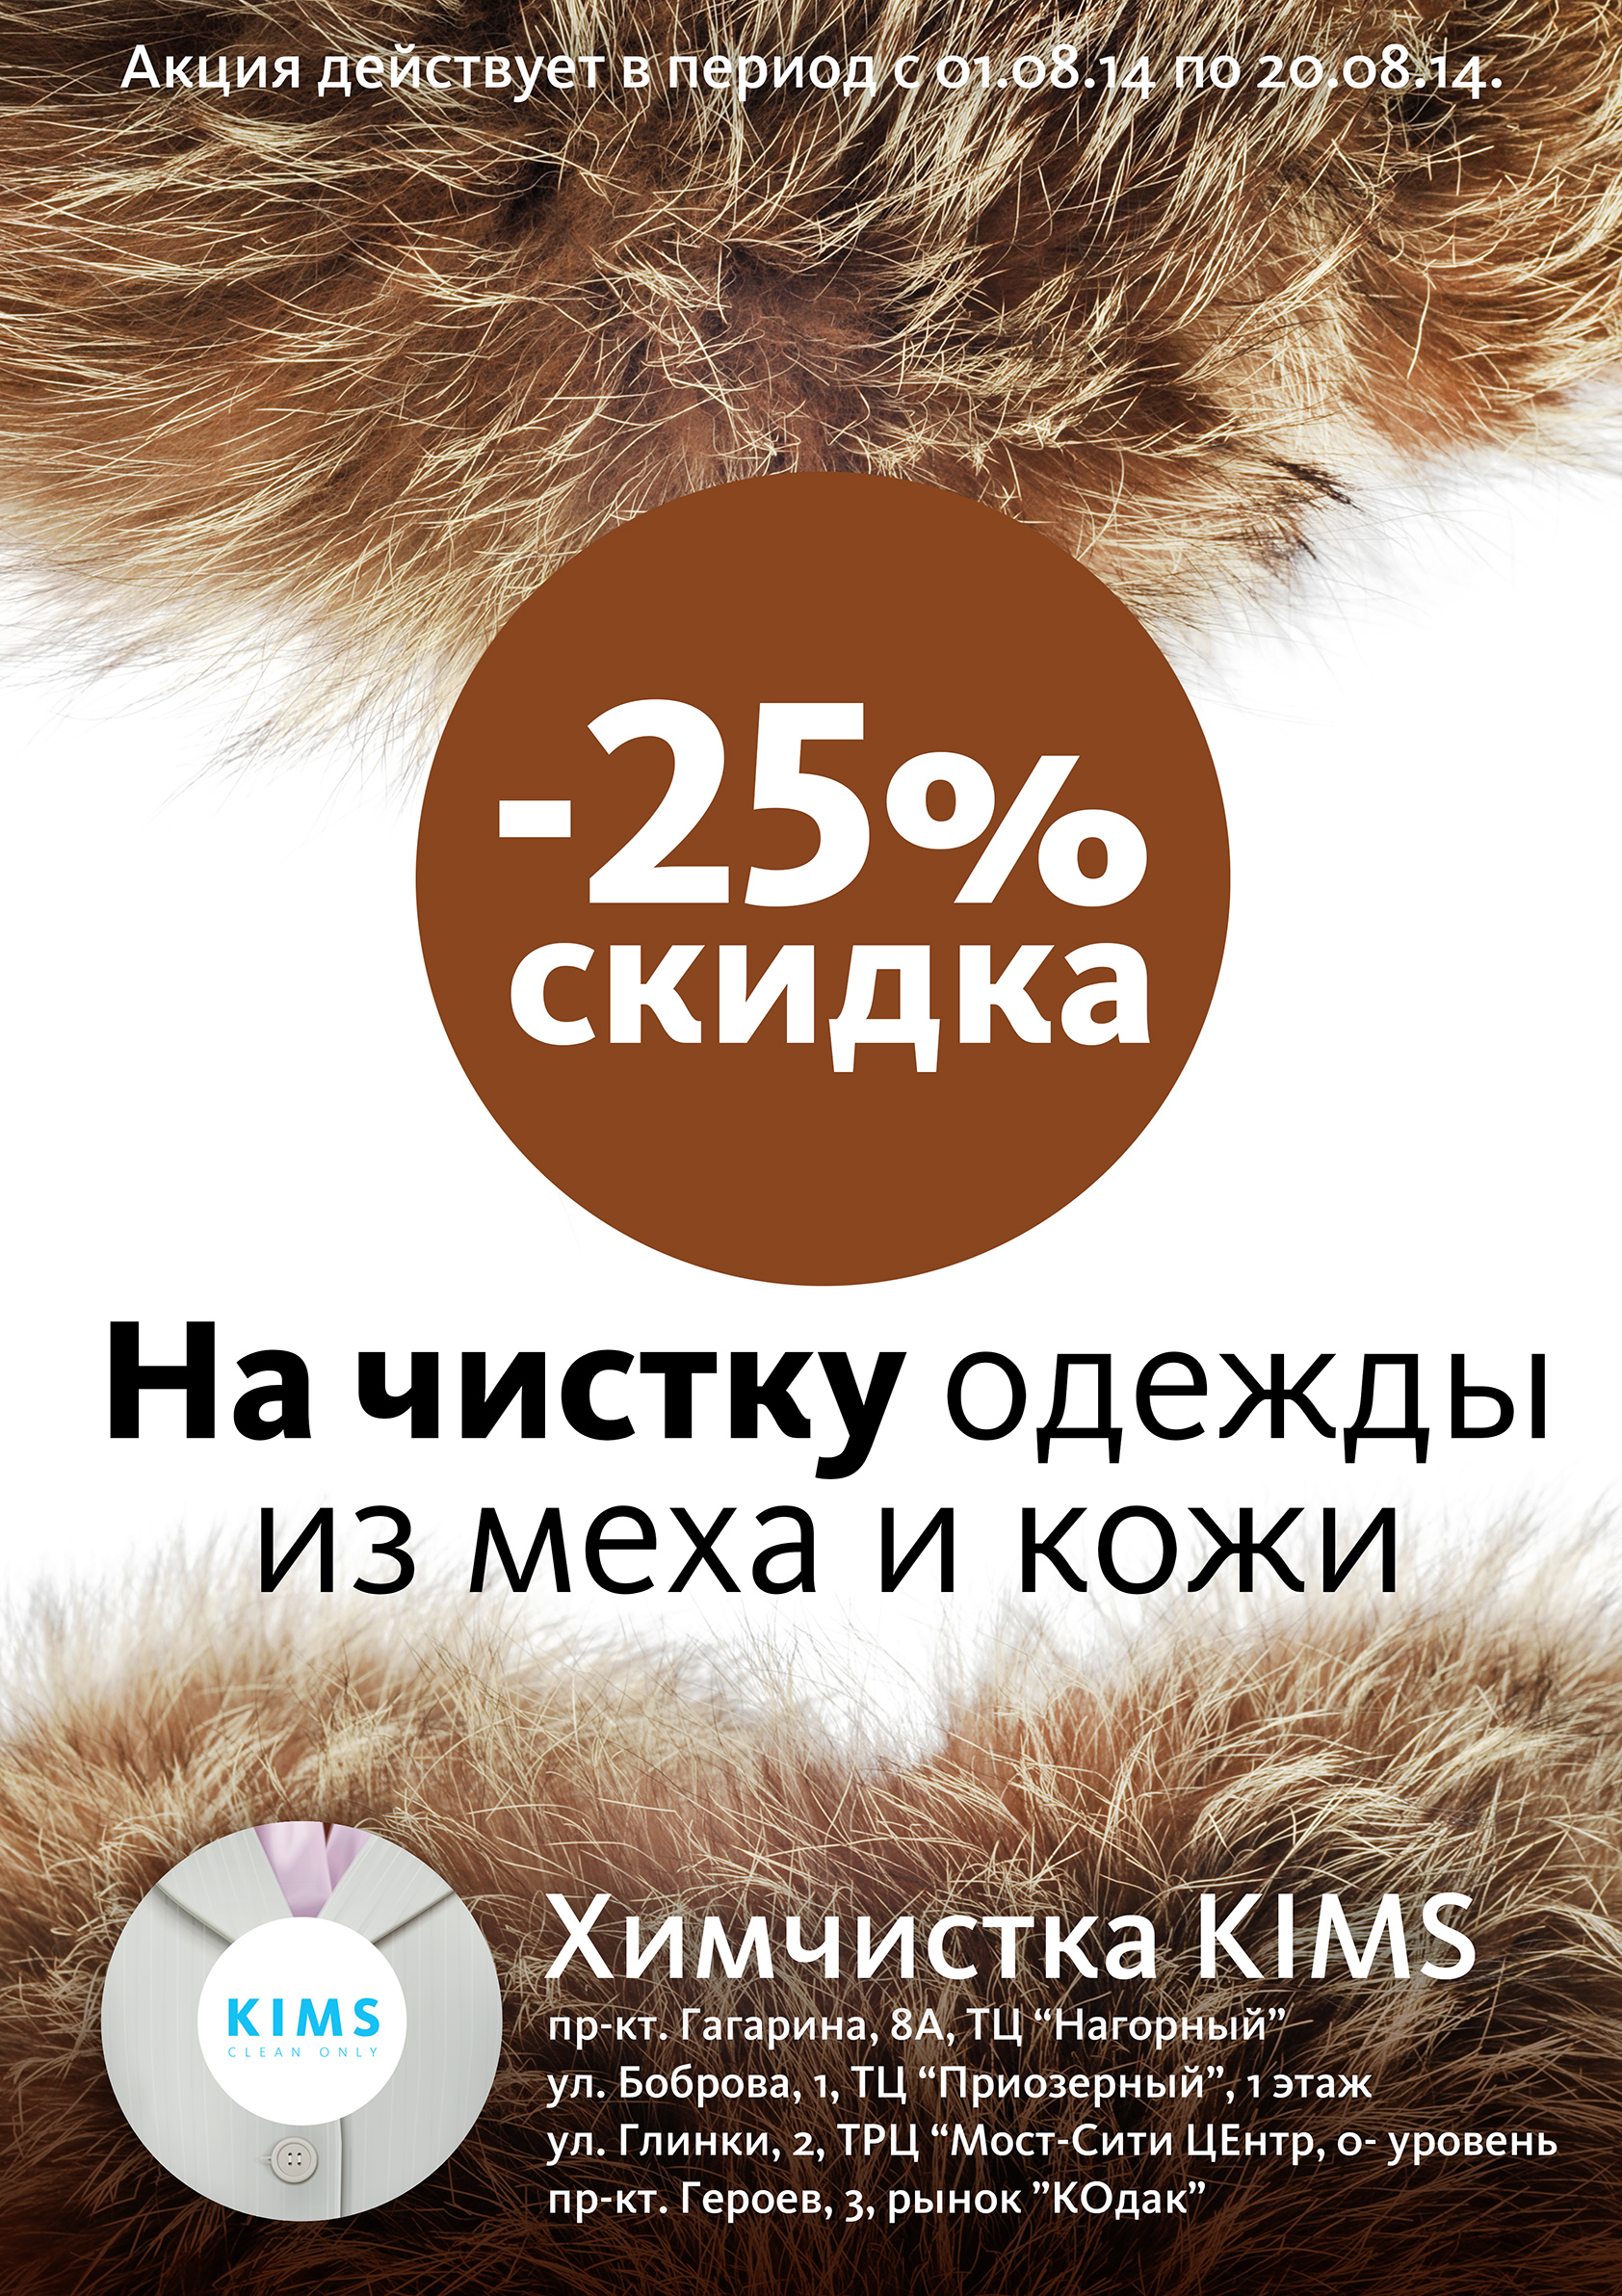 Акция действует в период с 01.08.14 по 20.08.14.
-25%
скидка
На чистку одежды
из меха и кожи
KIMS
CLEAN ONLY
Химчистка KIMS
пр-кт. Гагарина, 8А, ТЦ “Нагорный”
ул. Боброва, 1, ТЦ “Приозерный”, 1 этаж
ул. Глинки, 2, ТРЦ “Мост-Сити ЦЕнтр, 0- уровень
пр-кт. Героев, 3, рынок ”КОдак”